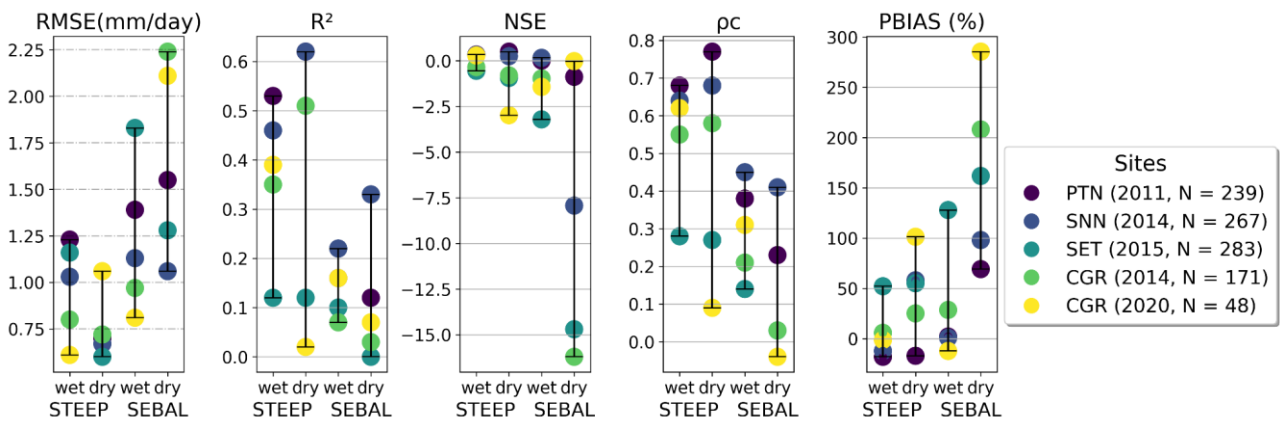 RMSE(mm/day)
2.25
2.00
1.75
1.50
1.25
1.00
0.75
wet dry wet dry
STEEP SEBAL
R²
0.6
0.5
0.4
0.3
0.2
0.1
0.0
wet dry wet dry
STEEP SEBAL
NSE
0.0
−2.5
−5.0
−7.5
−10.0
−12.5
−15.0
wet dry wet dry
STEEP SEBAL
ρc
0.8
0.7
0.6
0.5
0.4
0.3
0.2
0.1
0.0
wet dry wet dry
STEEP SEBAL
PBIAS (%)
300
250
200
150
100
50
0
wet dry wet dry
STEEP SEBAL
Sites
PTN (2011, N = 239)
SNN (2014, N = 267)
SET (2015, N = 283)
CGR (2014, N = 171)
CGR (2020, N = 48)